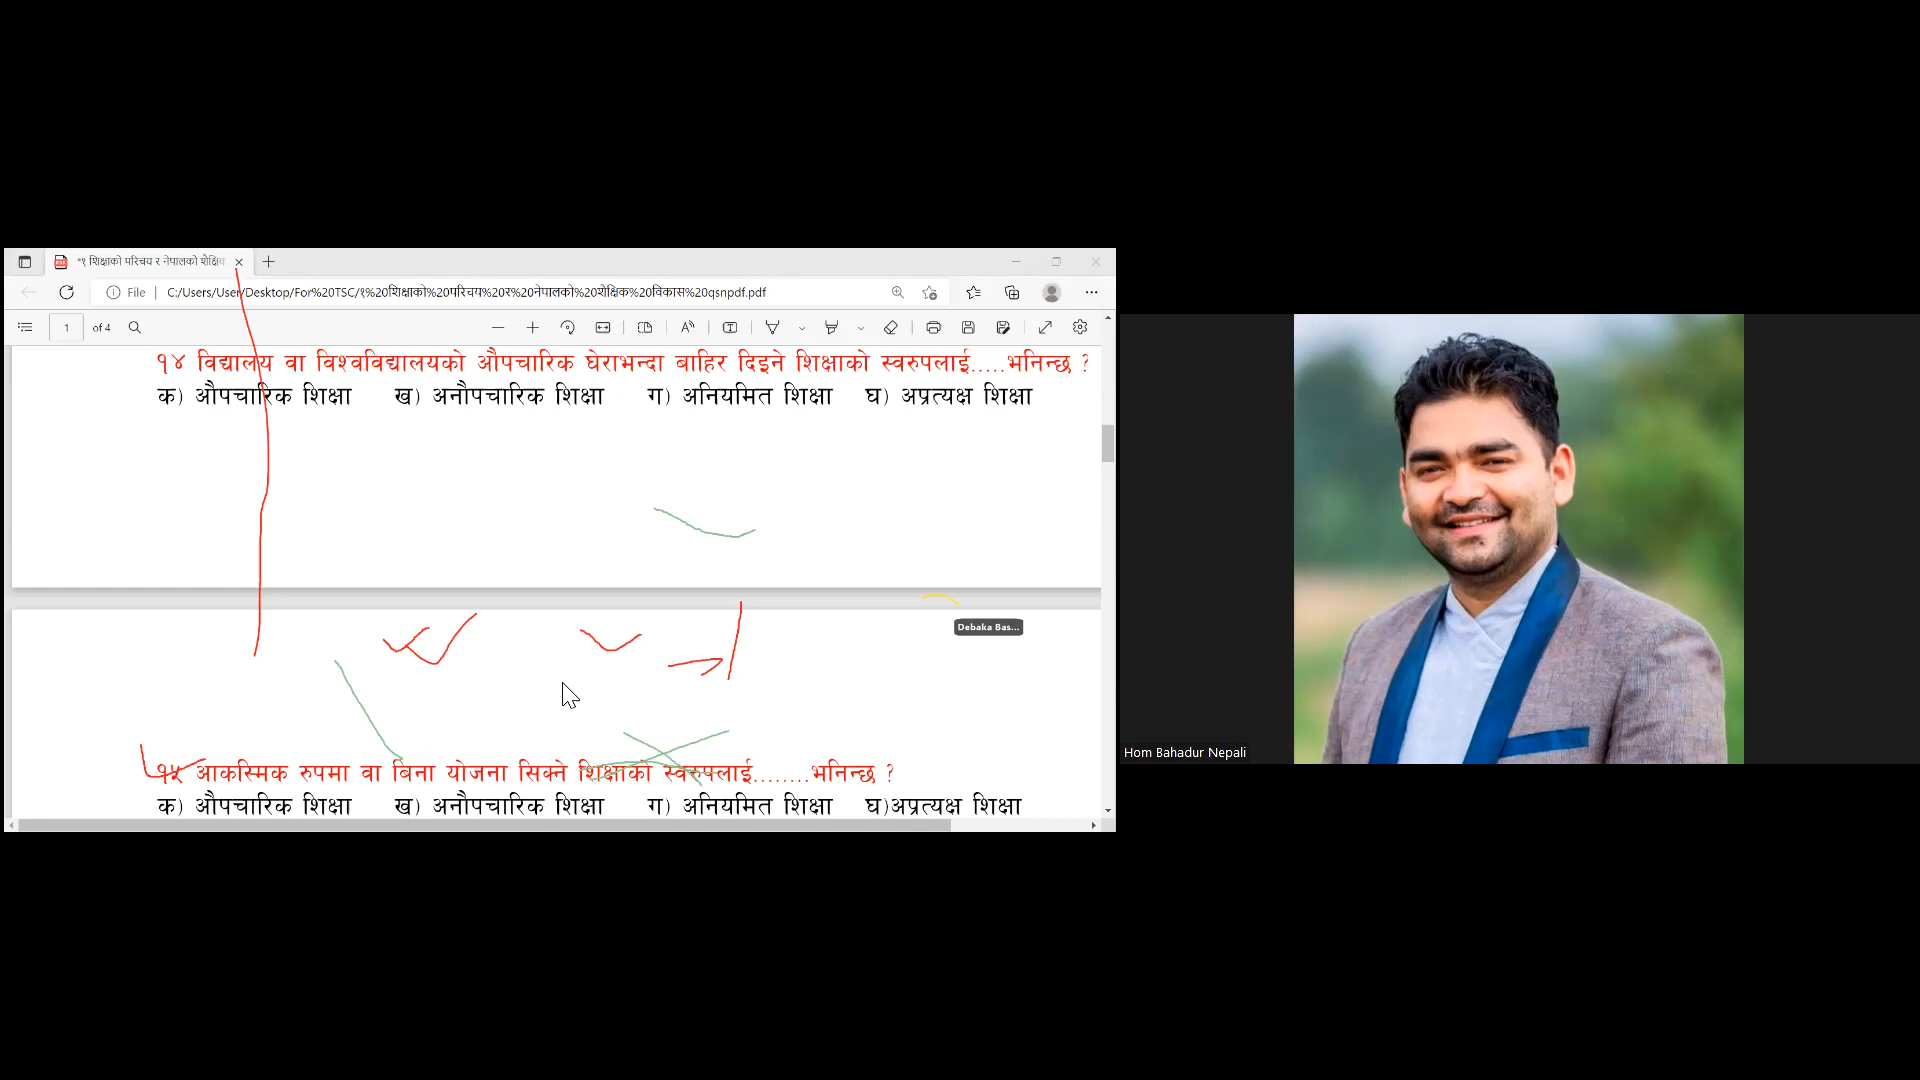 *१ शिक्षाको परिचय र नेपालको शैक्षिक
File
C:/Users/User/Desktop/For%20TSC/१%20शिक्षाको%20परिचय%20र%20नेपालको%20शैक्षिक%20विकास%20qsnpdf.pdf
1 of 4
१४ विद्यालय वा विश्वविद्यालयको औपचारिक घेराभन्दा बाहिर दिइने शिक्षाको स्वरुपलाई.....भनिन्छ ?
क) औपचारिक शिक्षा ख) अनौपचारिक शिक्षा ग) अनियमित शिक्षा घ) अप्रत्यक्ष शिक्षा
Debaka Bas...
१५ आकस्मिक रुपमा वा बिना योजना सिक्ने शिक्षाको स्वरुपलाई........भनिन्छ ?
क) औपचारिक शिक्षा ख) अनौपचारिक शिक्षा ग) अनियमित शिक्षा घ)अप्रत्यक्ष शिक्षा
Hom Bahadur Nepali